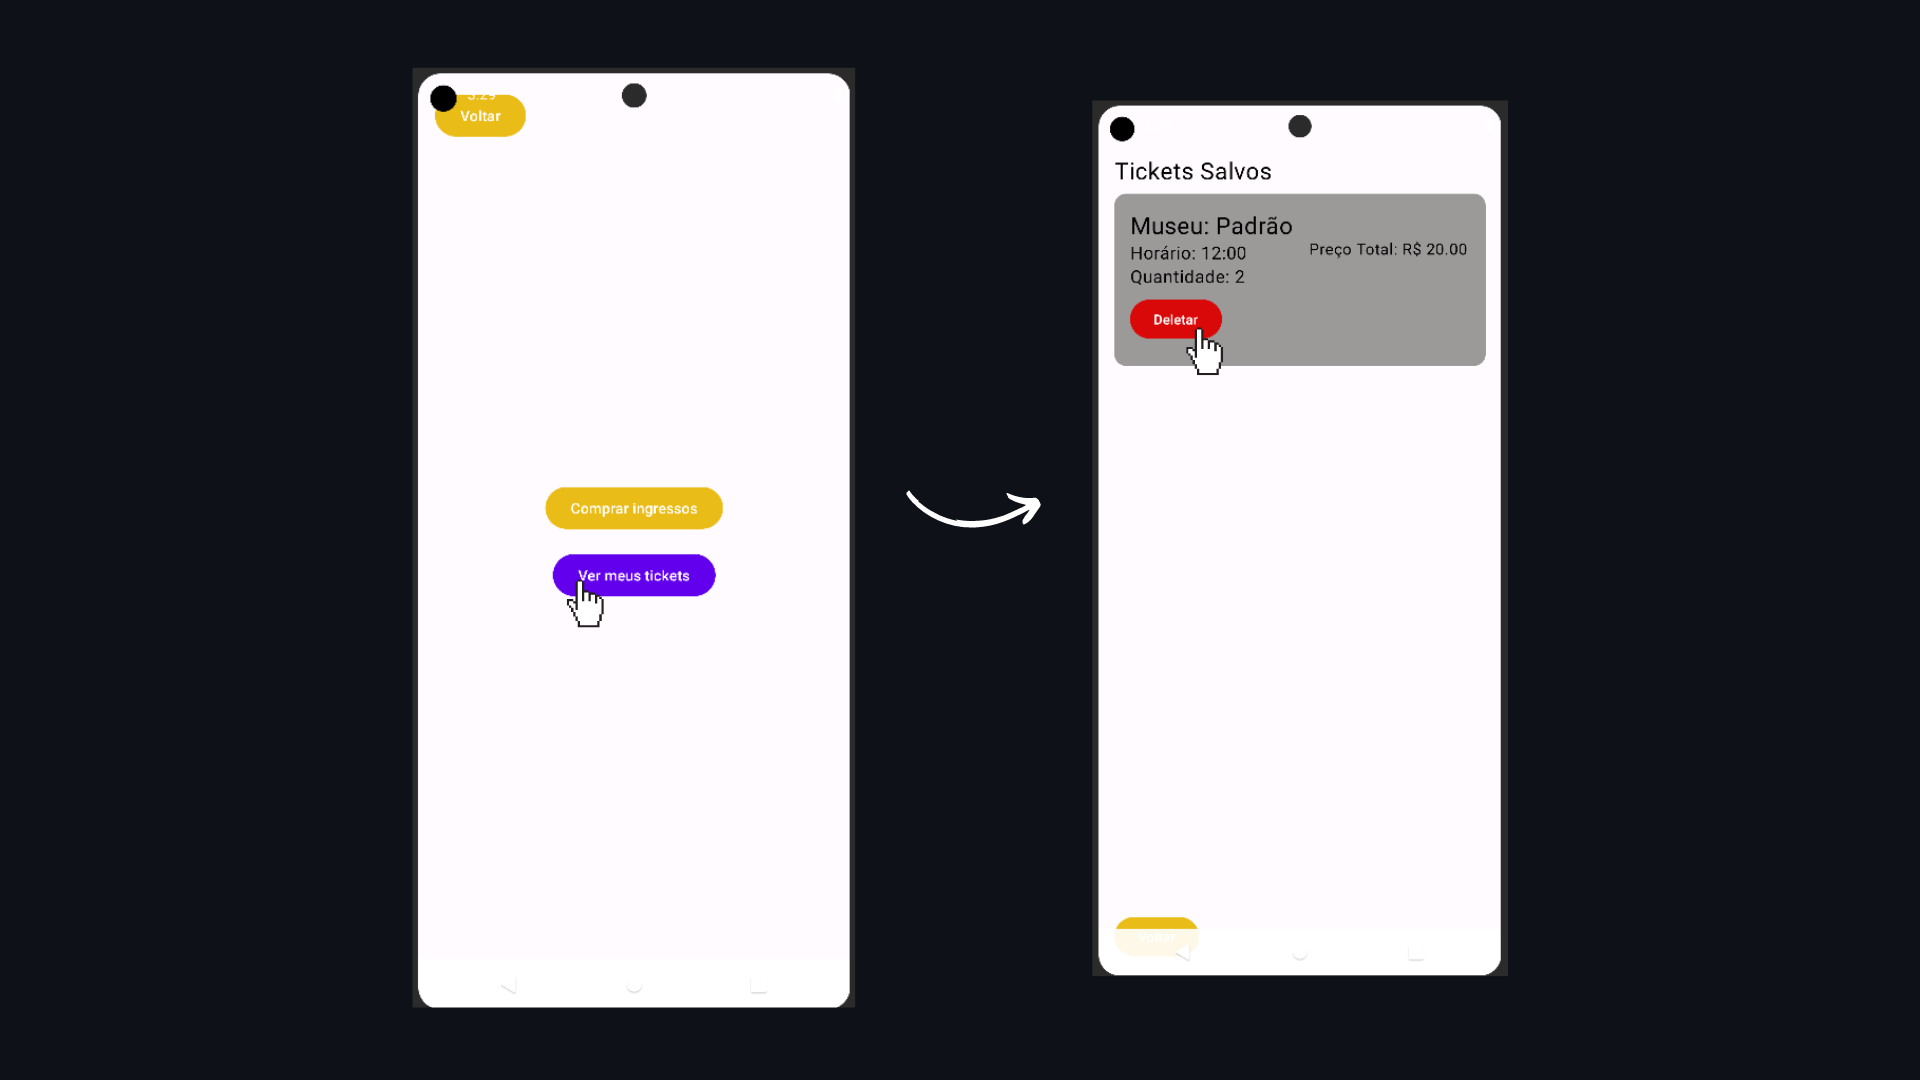 Voltar
Comprar ingressos
Ver meus tickets
Tickets Salvos
Museu: Padrão
Horário: 12:00
Preço Total: R$ 20.00
Quantidade: 2
Deletar